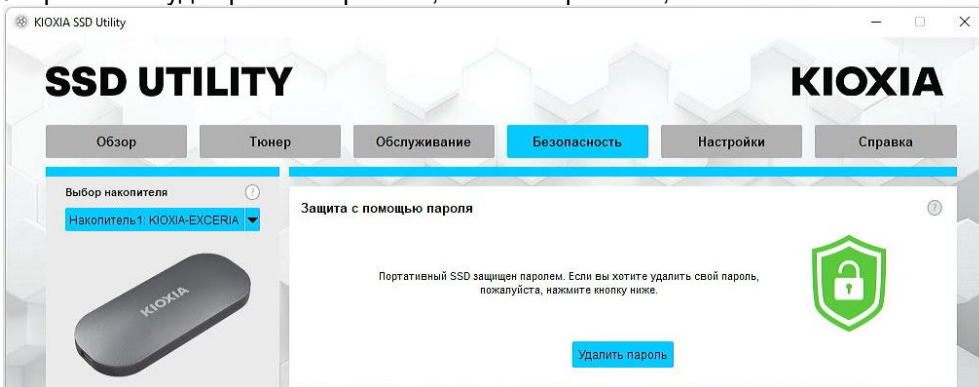 KIOXIA SSD Utility
SSD UTILITY
KIOXIA
Обзор
Тюнер
Обслуживание
Безопасность
Настройки
Справка
Выбор накопителя
?
Накопитель1: KIOXIA-EXCERIA
KIOXIA
Защита с помощью пароля
?
Портативный SSD защищен паролем. Если вы хотите удалить свой пароль,
пожалуйста, нажмите кнопку ниже.
Удалить пароль